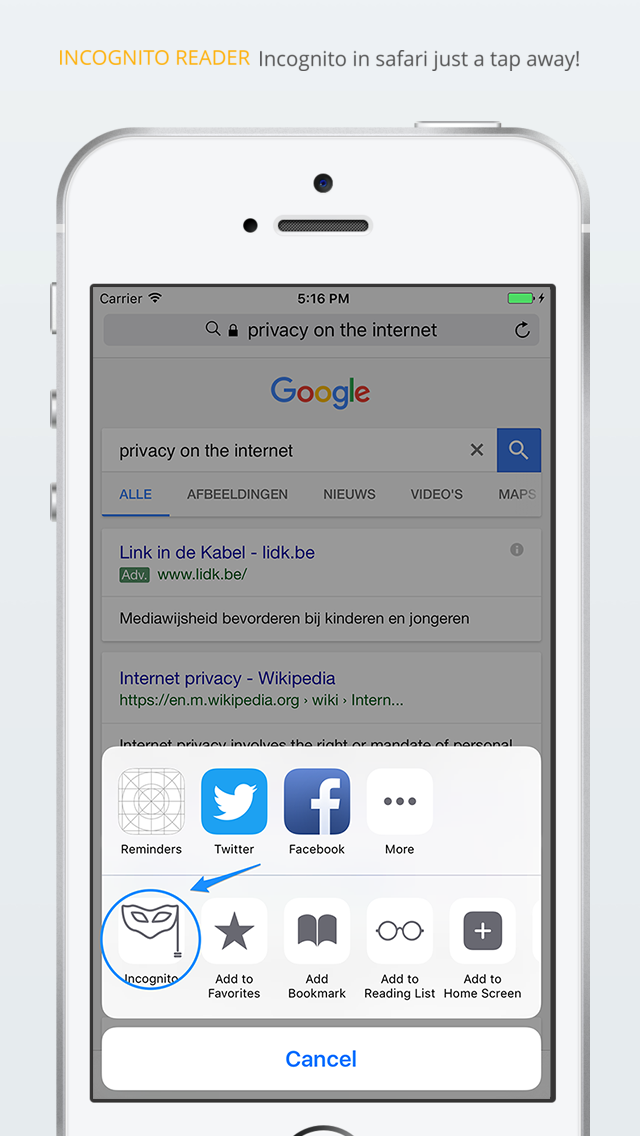 INCOGNITO READER Incognito in safari just a tap away!
Carrier 5:16 PM
privacy on the internet
Google
privacy on the internet
ALLE AFBEELDINGEN NIEUWS VIDEO'S MAPS
Link in de Kabel - lidk.be
Adv. www.lidk.be/
Mediawijsheid bevorderen bij kinderen en jongeren
Internet privacy - Wikipedia
https://en.m.wikipedia.org › wiki › Intern...
Internet privacy involves the right or mandate of personal
Reminders Twitter Facebook More
Incognito Add to Favorites Add Bookmark Add to Reading List Add to Home Screen
Cancel